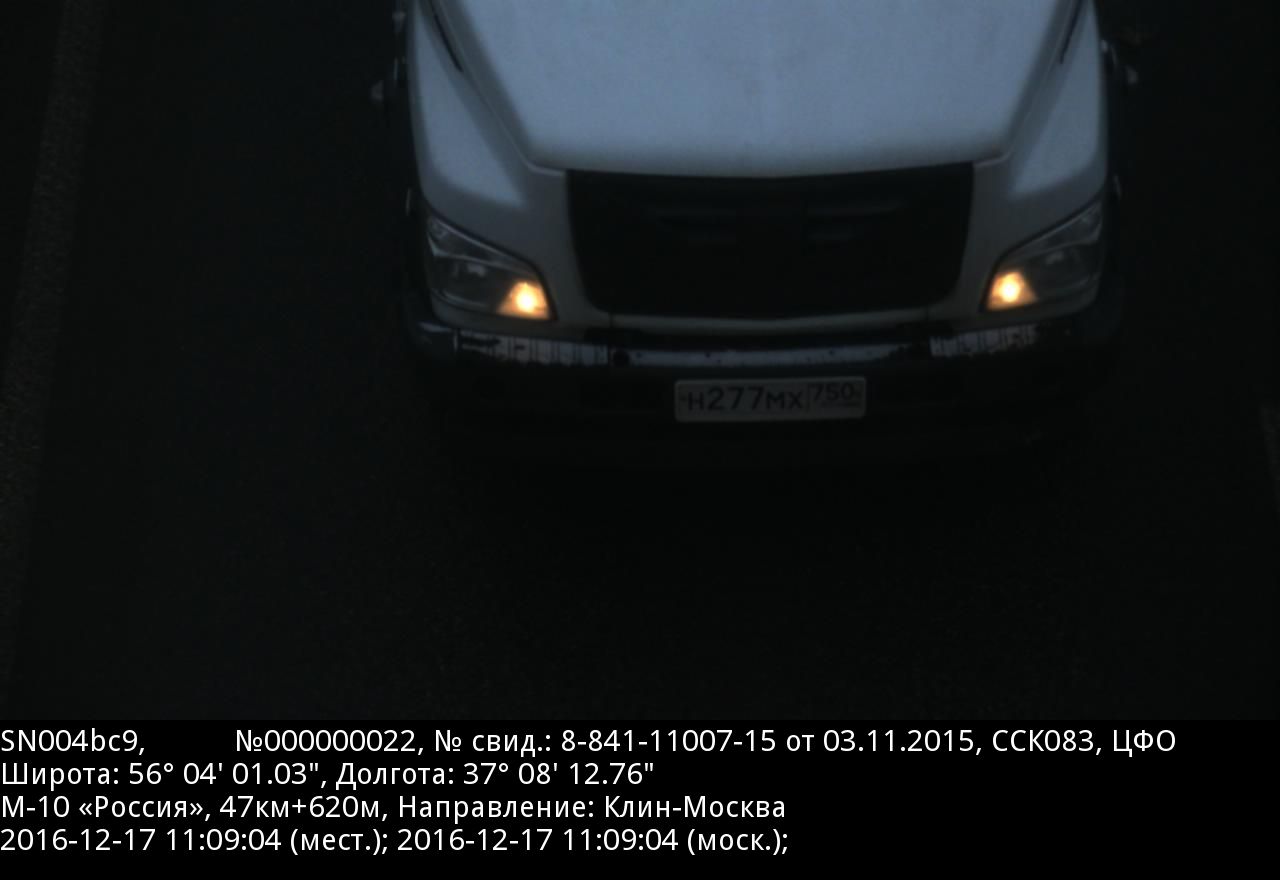 Н277МХ 750
SN004bc9, №000000022, № свид.: 8-841-11007-15 от 03.11.2015, ССК083, ЦФО
Широта: 56° 04' 01.03", Долгота: 37° 08' 12.76"
М-10 «Россия», 47км+620м, Направление: Клин-Москва
2016-12-17 11:09:04 (мест.); 2016-12-17 11:09:04 (моск.);